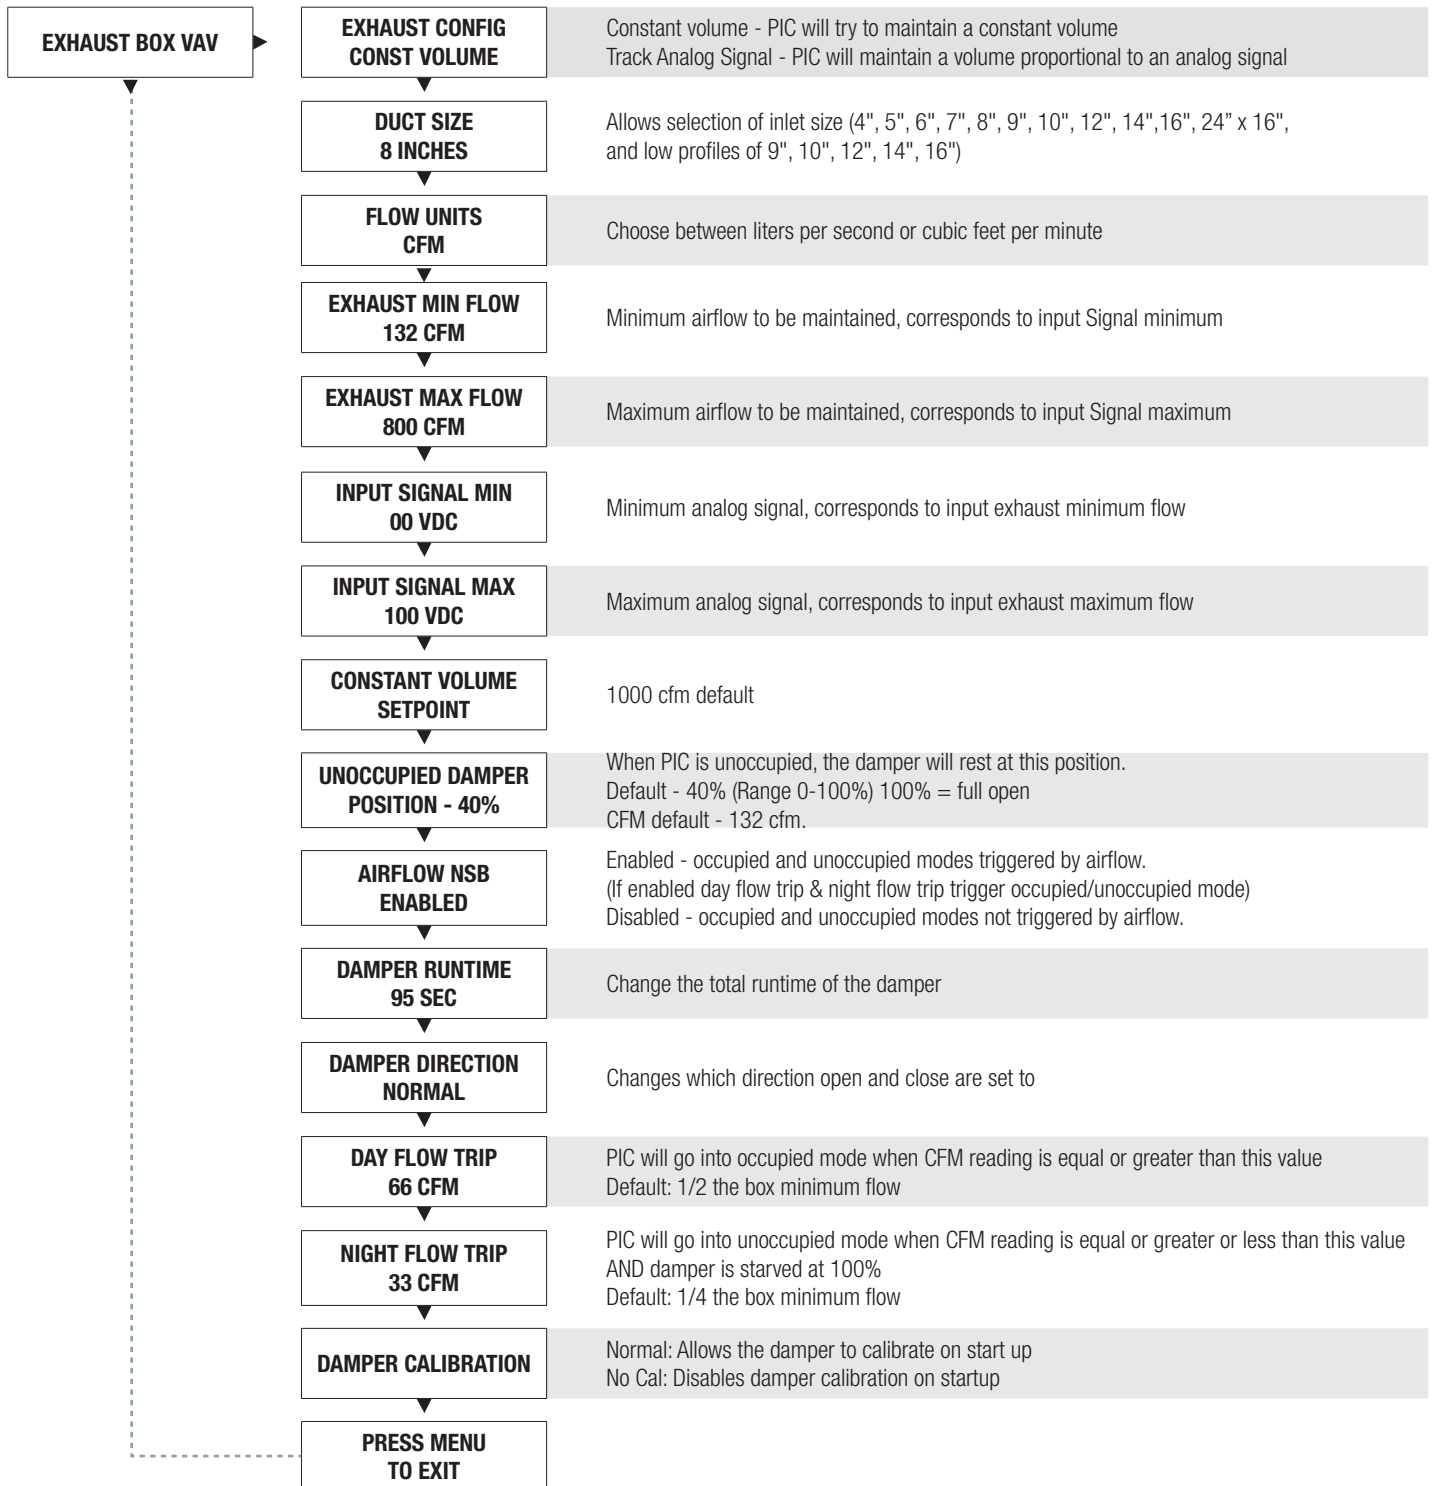 EXHAUST BOX VAV
EXHAUST CONFIG
CONST VOLUME
Constant volume - PIC will try to maintain a constant volume
Track Analog Signal - PIC will maintain a volume proportional to an analog signal
DUCT SIZE
8 INCHES
Allows selection of inlet size (4", 5", 6", 7", 8", 9", 10", 12", 14",16", 24” x 16",
and low profiles of 9", 10", 12", 14", 16")
FLOW UNITS
CFM
Choose between liters per second or cubic feet per minute
EXHAUST MIN FLOW
132 CFM
Minimum airflow to be maintained, corresponds to input Signal minimum
EXHAUST MAX FLOW
800 CFM
Maximum airflow to be maintained, corresponds to input Signal maximum
INPUT SIGNAL MIN
00 VDC
Minimum analog signal, corresponds to input exhaust minimum flow
INPUT SIGNAL MAX
100 VDC
Maximum analog signal, corresponds to input exhaust maximum flow
CONSTANT VOLUME
SETPOINT
1000 cfm default
UNOCCUPIED DAMPER
POSITION - 40%
When PIC is unoccupied, the damper will rest at this position.
Default - 40% (Range 0-100%) 100% = full open
CFM default - 132 cfm.
AIRFLOW NSB
ENABLED
Enabled - occupied and unoccupied modes triggered by airflow.
(If enabled day flow trip & night flow trip trigger occupied/unoccupied mode)
Disabled - occupied and unoccupied modes not triggered by airflow.
DAMPER RUNTIME
95 SEC
Change the total runtime of the damper
DAMPER DIRECTION
NORMAL
Changes which direction open and close are set to
DAY FLOW TRIP
66 CFM
PIC will go into occupied mode when CFM reading is equal or greater than this value
Default: 1/2 the box minimum flow
NIGHT FLOW TRIP
33 CFM
PIC will go into unoccupied mode when CFM reading is equal or greater or less than this value
AND damper is starved at 100%
Default: 1/4 the box minimum flow
DAMPER CALIBRATION
Normal: Allows the damper to calibrate on start up
No Cal: Disables damper calibration on startup
PRESS MENU
TO EXIT